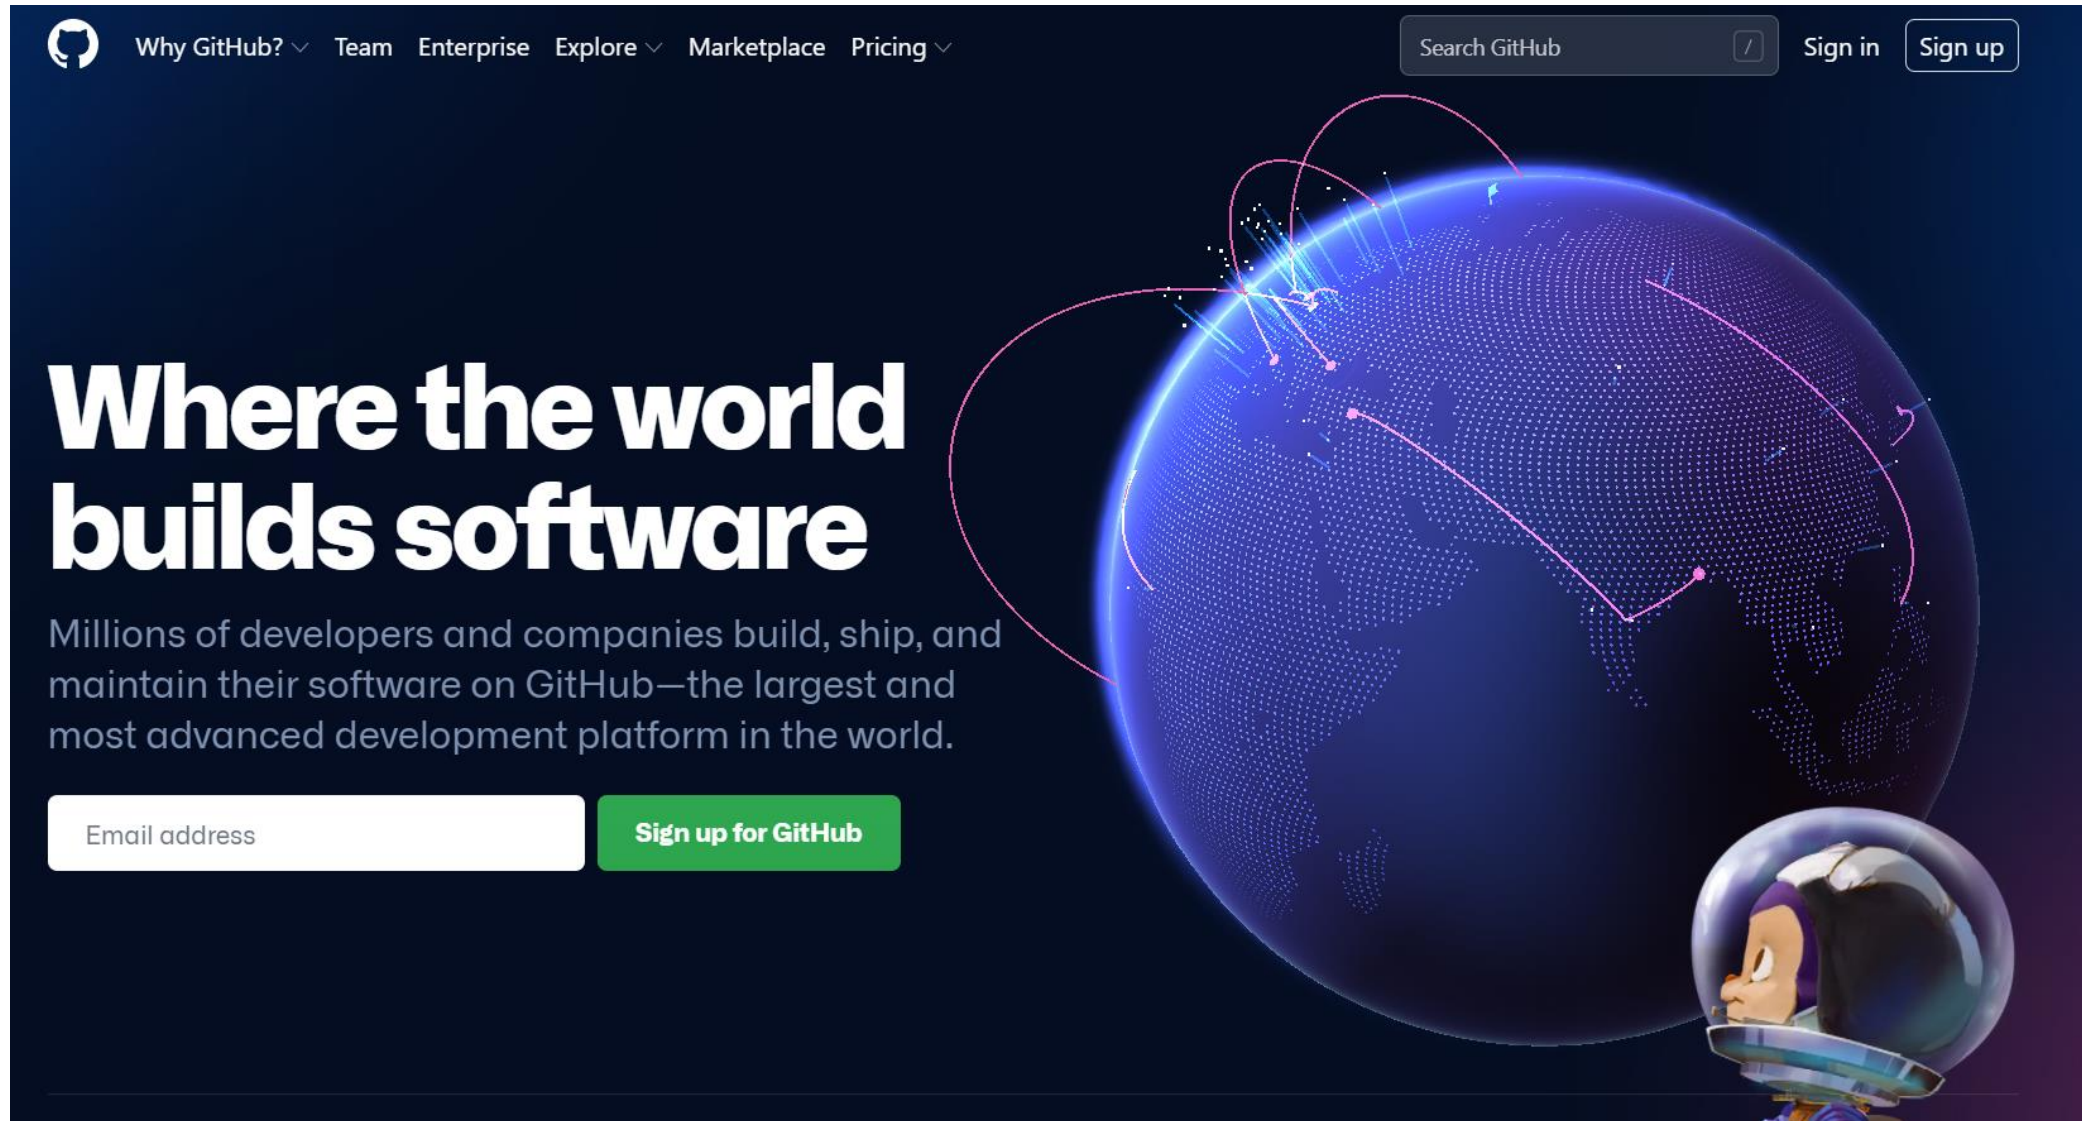 Why GitHub? Team Enterprise Explore Marketplace Pricing Search GitHub / Sign in Sign up
Where the world
builds software
Millions of developers and companies build, ship, and
maintain their software on GitHub—the largest and
most advanced development platform in the world.
Email address Sign up for GitHub